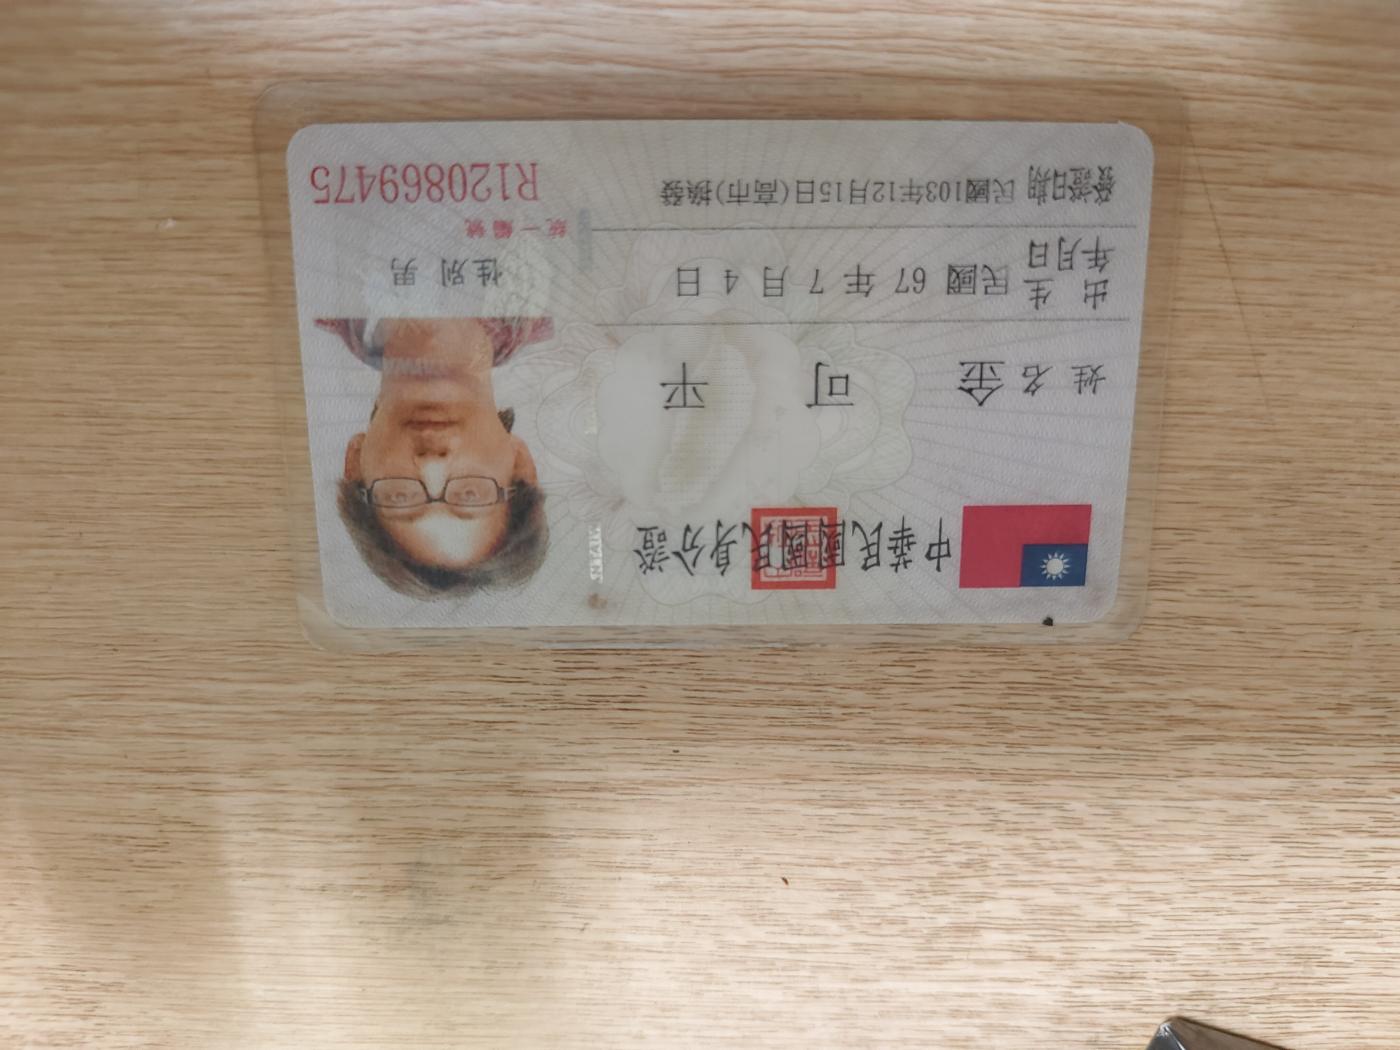 中華民國國民身分證
姓名 金可平
出生年月日 民國 67 年 7 月 4 日
性別 男
統一編號
發證日期 民國103年12月15日(高市)換發
R120869475